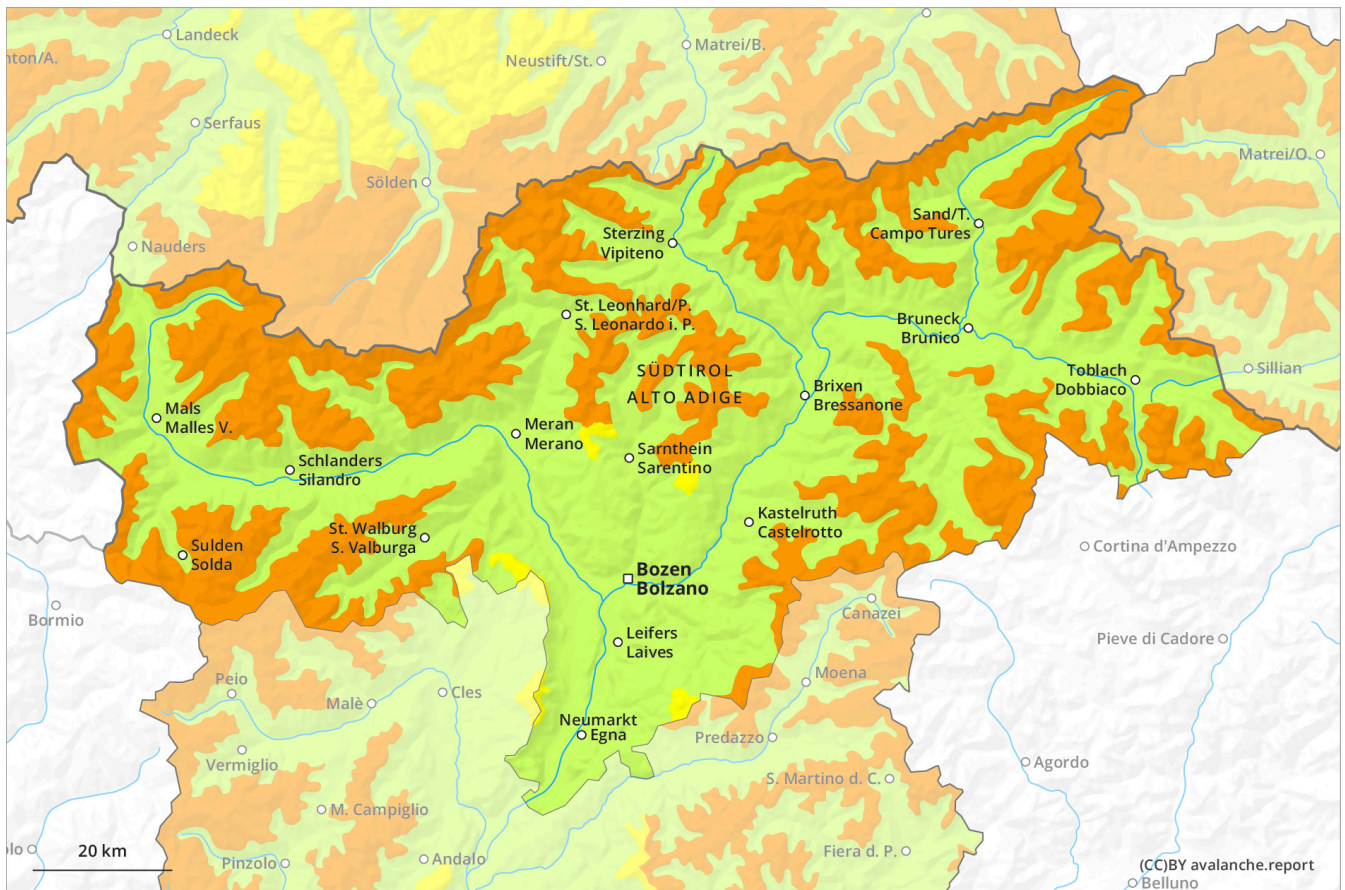 Landeck
nton/A.
Matrei/B.
Neustift/St.
Serfaus
Matrei/O.
Sölden
Sand/T.
Campo Tures
Sterzing
Vipiteno
Nauders
St. Leonhard/P.
S. Leonardo i. P.
Bruneck
Brunico
SÜDTIROL
ALTO ADIGE
Toblach
Dobbiaco
Sillian
Brixen
Bressanone
Mals
Malles V.
Meran
Merano
Sarnthein
Sarentino
Schlanders
Silandro
Kastelruth
Castelrotto
St. Walburg
S. Valburga
Sulden
Solda
Cortina d'Ampezzo
Bozen
Bolzano
Bormio
Canazei
Leifers
Laives
Pieve di Cadore
Peio
Moena
Malè
Cles
Neumarkt
Egna
Predazzo
Vermiglio
Agordo
S. Martino d. C.
M. Campiglio
olo
20 km
Pinzolo
Andalo
Fiera d. P.
(CC)BY avalanche.report
Belluno